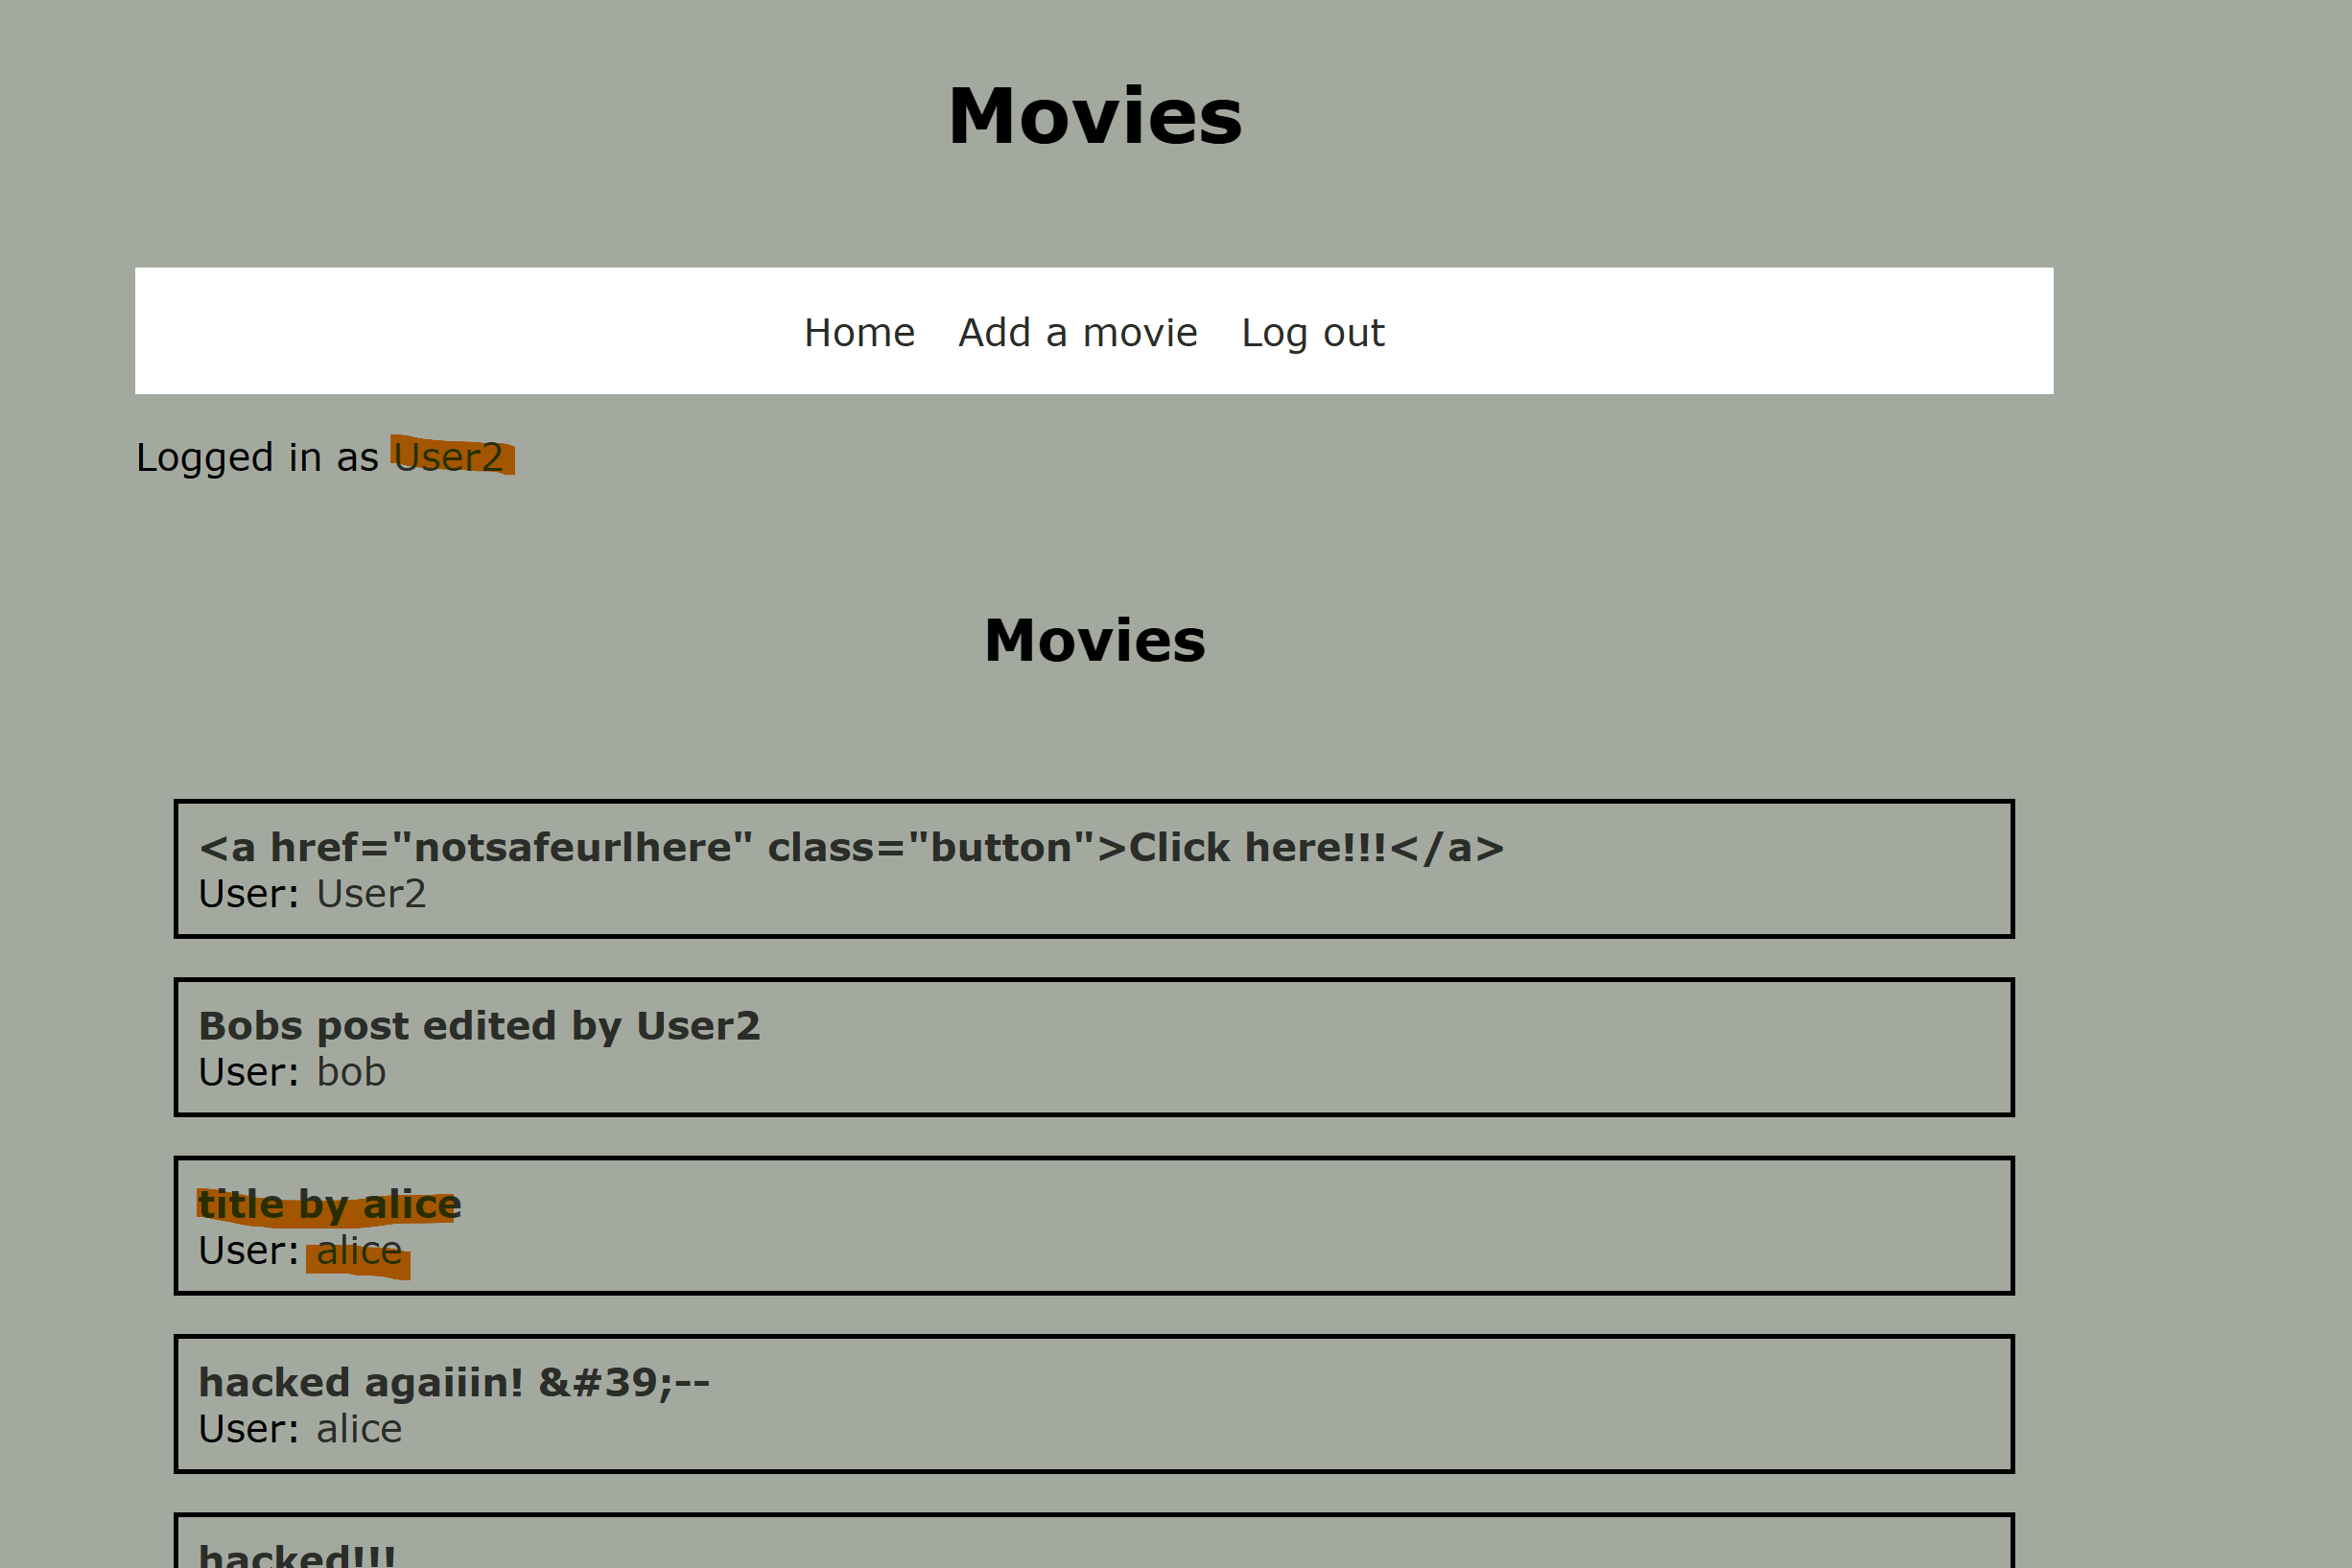 Movies
Home Add a movie Log out
Logged in as User2
Movies
<a href="notsafeurlhere" class="button">Click here!!!</a>
User: User2
Bobs post edited by User2
User: bob
title by alice
User: alice
hacked agaiiin! &#39;--
User: alice
hacked!!!